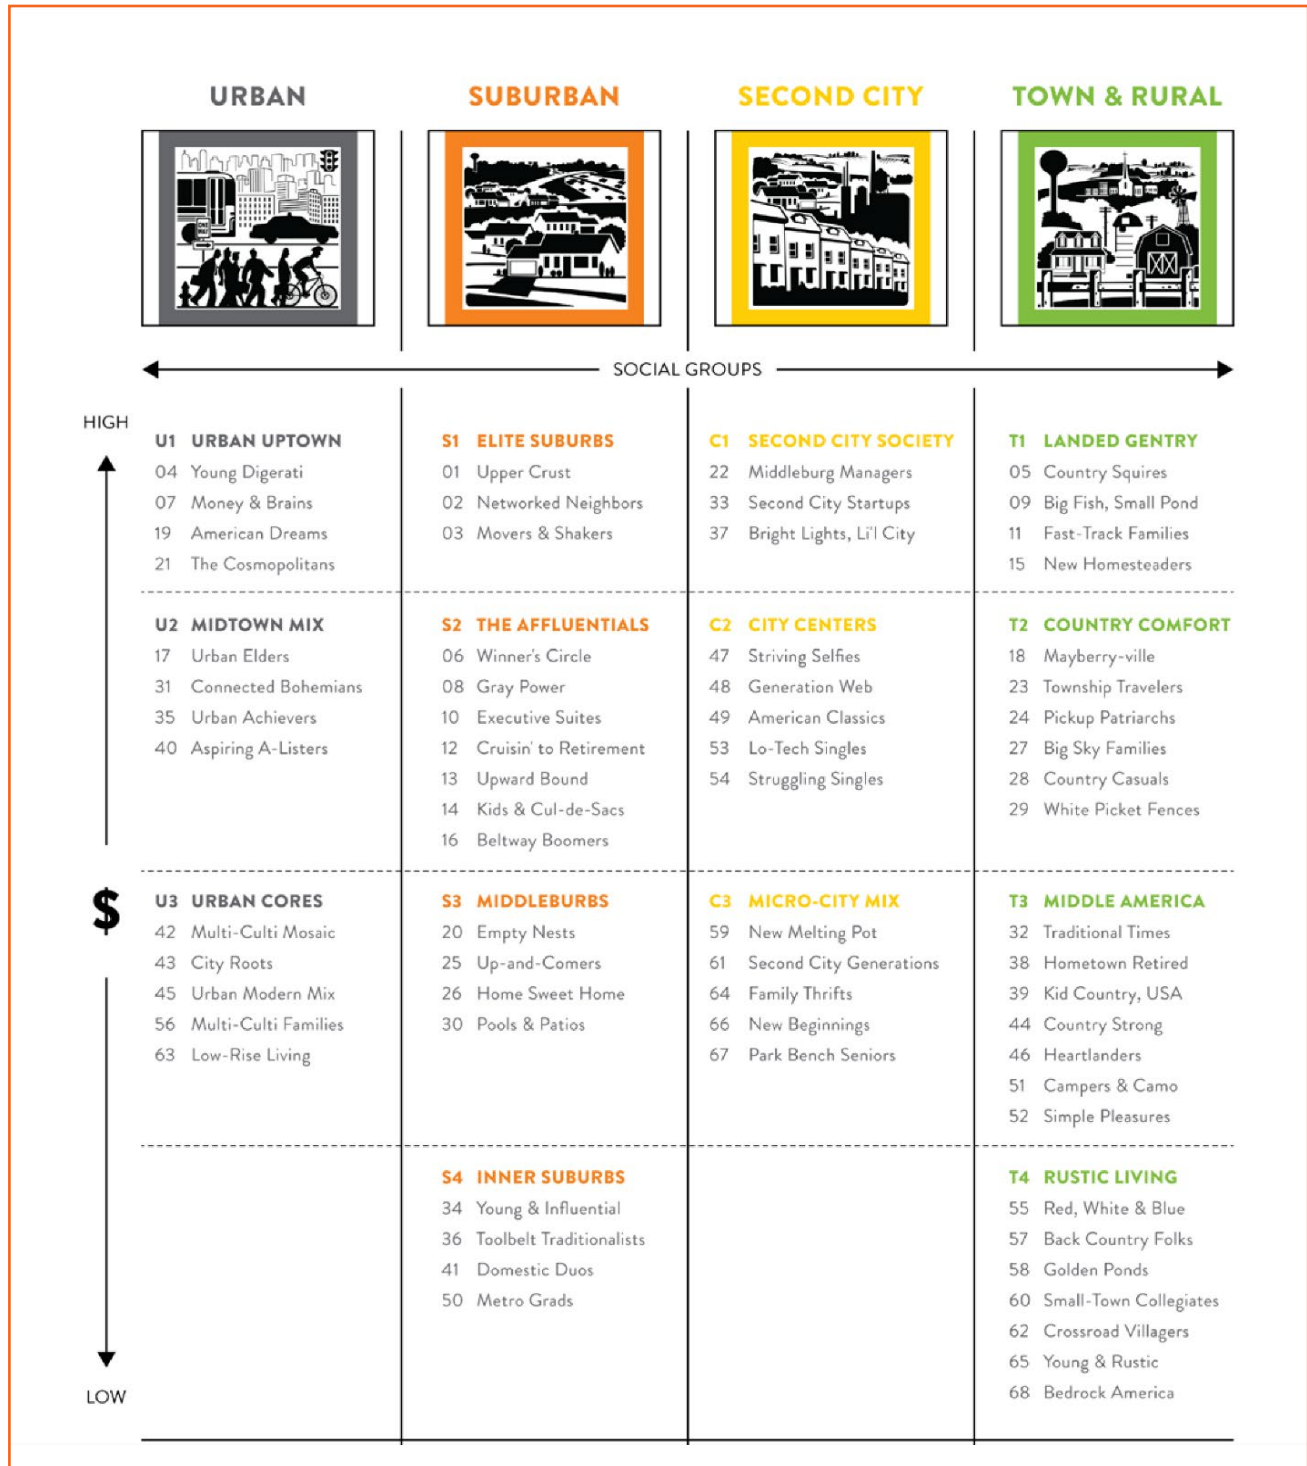 URBAN
SUBURBAN
SECOND CITY
TOWN & RURAL
ONE WAY
SOCIAL GROUPS
HIGH
$
LOW
U1 URBAN UPTOWN
04 Young Digerati
07 Money & Brains
19 American Dreams
21 The Cosmopolitans
S1 ELITE SUBURBS
01 Upper Crust
02 Networked Neighbors
03 Movers & Shakers
C1 SECOND CITY SOCIETY
22 Middleburg Managers
33 Second City Startups
37 Bright Lights, Li'l City
T1 LANDED GENTRY
05 Country Squires
09 Big Fish, Small Pond
11 Fast-Track Families
15 New Homesteaders
U2 MIDTOWN MIX
17 Urban Elders
31 Connected Bohemians
35 Urban Achievers
40 Aspiring A-Listers
S2 THE AFFLUENTIALS
06 Winner's Circle
08 Gray Power
10 Executive Suites
12 Cruisin' to Retirement
13 Upward Bound
14 Kids & Cul-de-Sacs
16 Beltway Boomers
C2 CITY CENTERS
47 Striving Selfies
48 Generation Web
49 American Classics
53 Lo-Tech Singles
54 Struggling Singles
T2 COUNTRY COMFORT
18 Mayberry-ville
23 Township Travelers
24 Pickup Patriarchs
27 Big Sky Families
28 Country Casuals
29 White Picket Fences
U3 URBAN CORES
42 Multi-Culti Mosaic
43 City Roots
45 Urban Modern Mix
56 Multi-Culti Families
63 Low-Rise Living
S3 MIDDLEBURBS
20 Empty Nests
25 Up-and-Comers
26 Home Sweet Home
30 Pools & Patios
C3 MICRO-CITY MIX
59 New Melting Pot
61 Second City Generations
64 Family Thrifts
66 New Beginnings
67 Park Bench Seniors
T3 MIDDLE AMERICA
32 Traditional Times
38 Hometown Retired
39 Kid Country, USA
44 Country Strong
46 Heartlanders
51 Campers & Camo
52 Simple Pleasures
S4 INNER SUBURBS
34 Young & Influential
36 Toolbelt Traditionalists
41 Domestic Duos
50 Metro Grads
T4 RUSTIC LIVING
55 Red, White & Blue
57 Back Country Folks
58 Golden Ponds
60 Small-Town Collegiates
62 Crossroad Villagers
65 Young & Rustic
68 Bedrock America